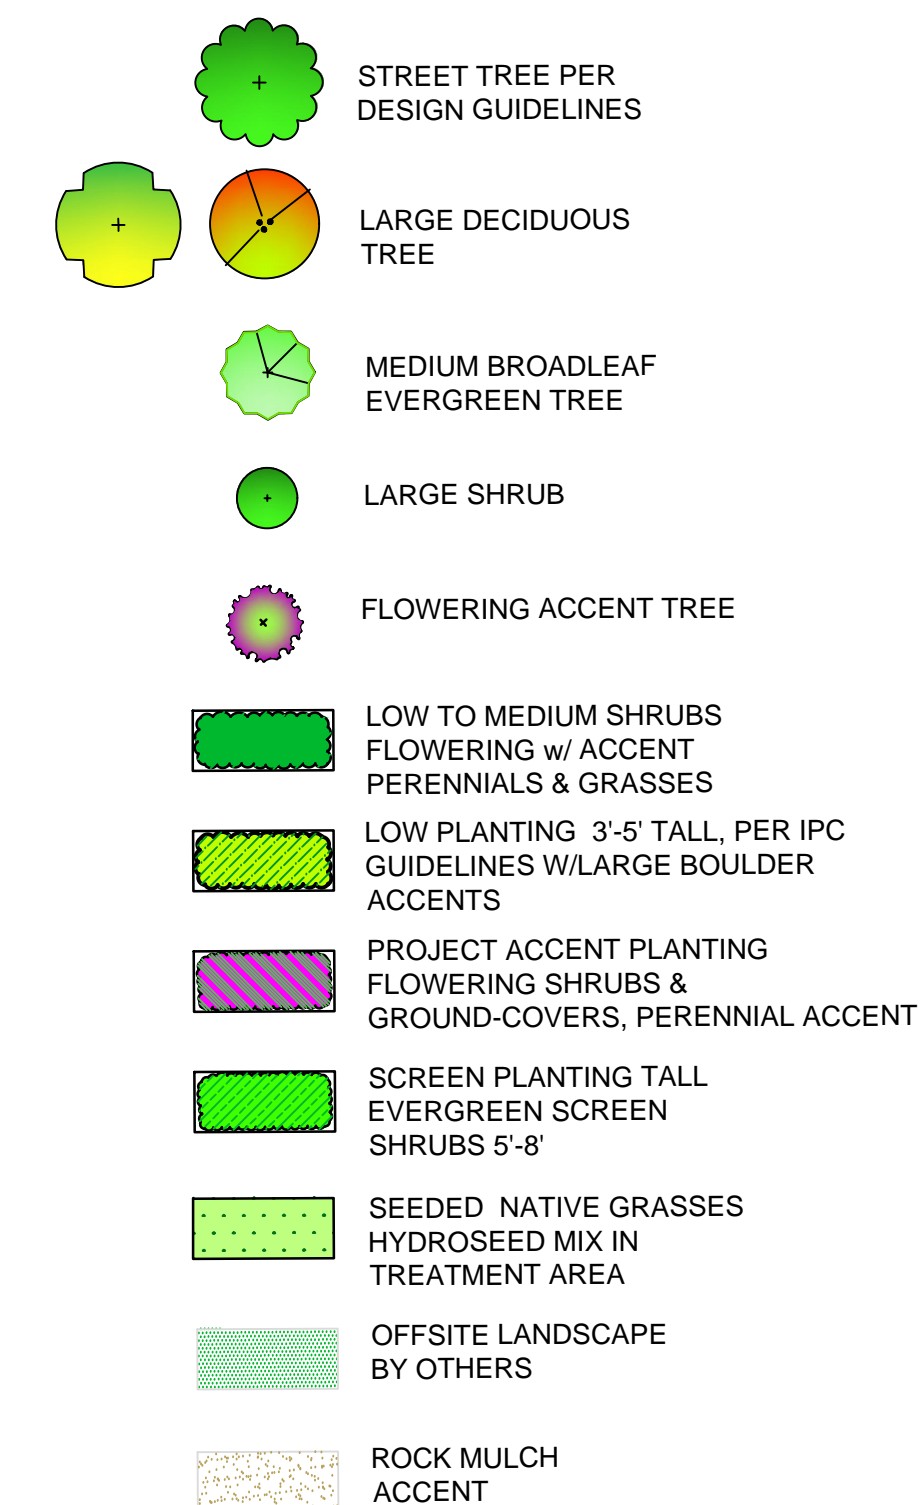 STREET TREE PER
DESIGN GUIDELINES
LARGE DECIDUOUS
TREE
MEDIUM BROADLEAF
EVERGREEN TREE
LARGE SHRUB
FLOWERING ACCENT TREE
LOW TO MEDIUM SHRUBS
FLOWERING w/ ACCENT
PERENNIALS & GRASSES
LOW PLANTING  3'-5' TALL, PER IPC
GUIDELINES W/LARGE BOULDER
ACCENTS
PROJECT ACCENT PLANTING
FLOWERING SHRUBS &
GROUND-COVERS, PERENNIAL ACCENT
SCREEN PLANTING TALL
EVERGREEN SCREEN
SHRUBS 5'-8'
SEEDED  NATIVE GRASSES
HYDROSEED MIX IN
TREATMENT AREA
OFFSITE LANDSCAPE
BY OTHERS
ROCK MULCH
ACCENT